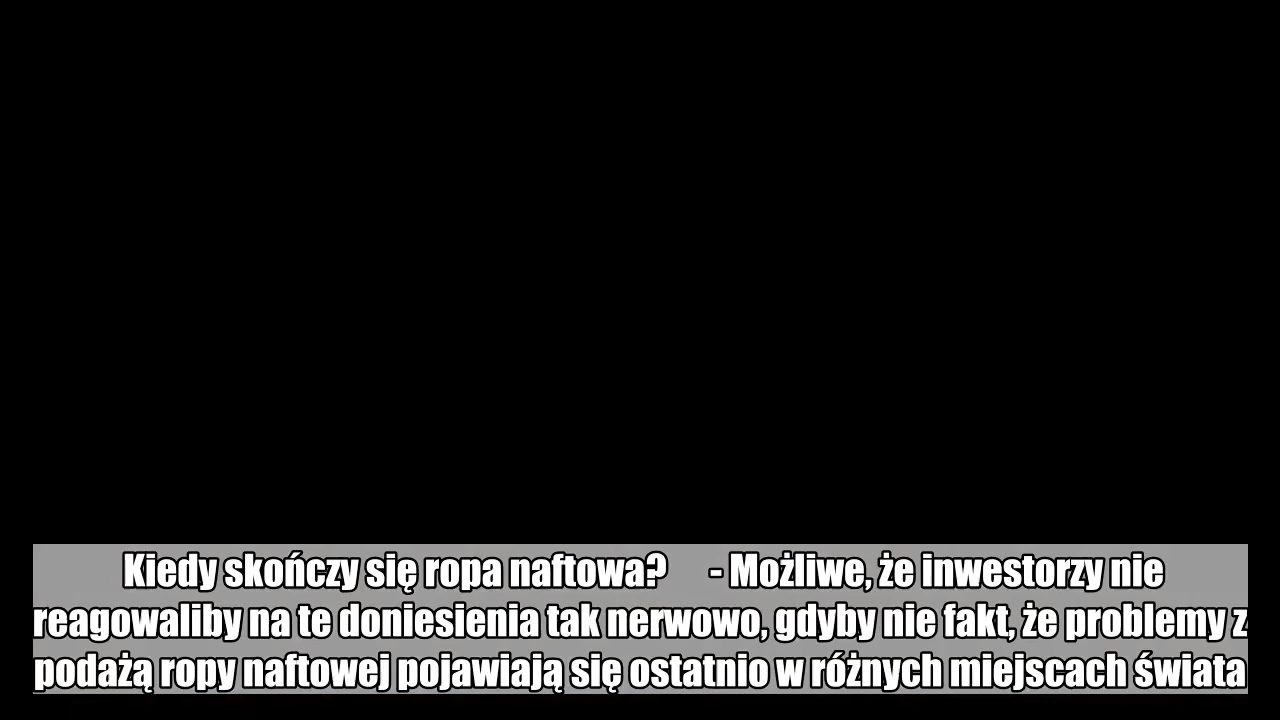 Kiedy skończy się ropa naftowa? - Możliwe, że inwestorzy nie
reagowaliby na te doniesienia tak nerwowo, gdyby nie fakt, że problemy z
podażą ropy naftowej pojawiają się ostatnio w różnych miejscach świata